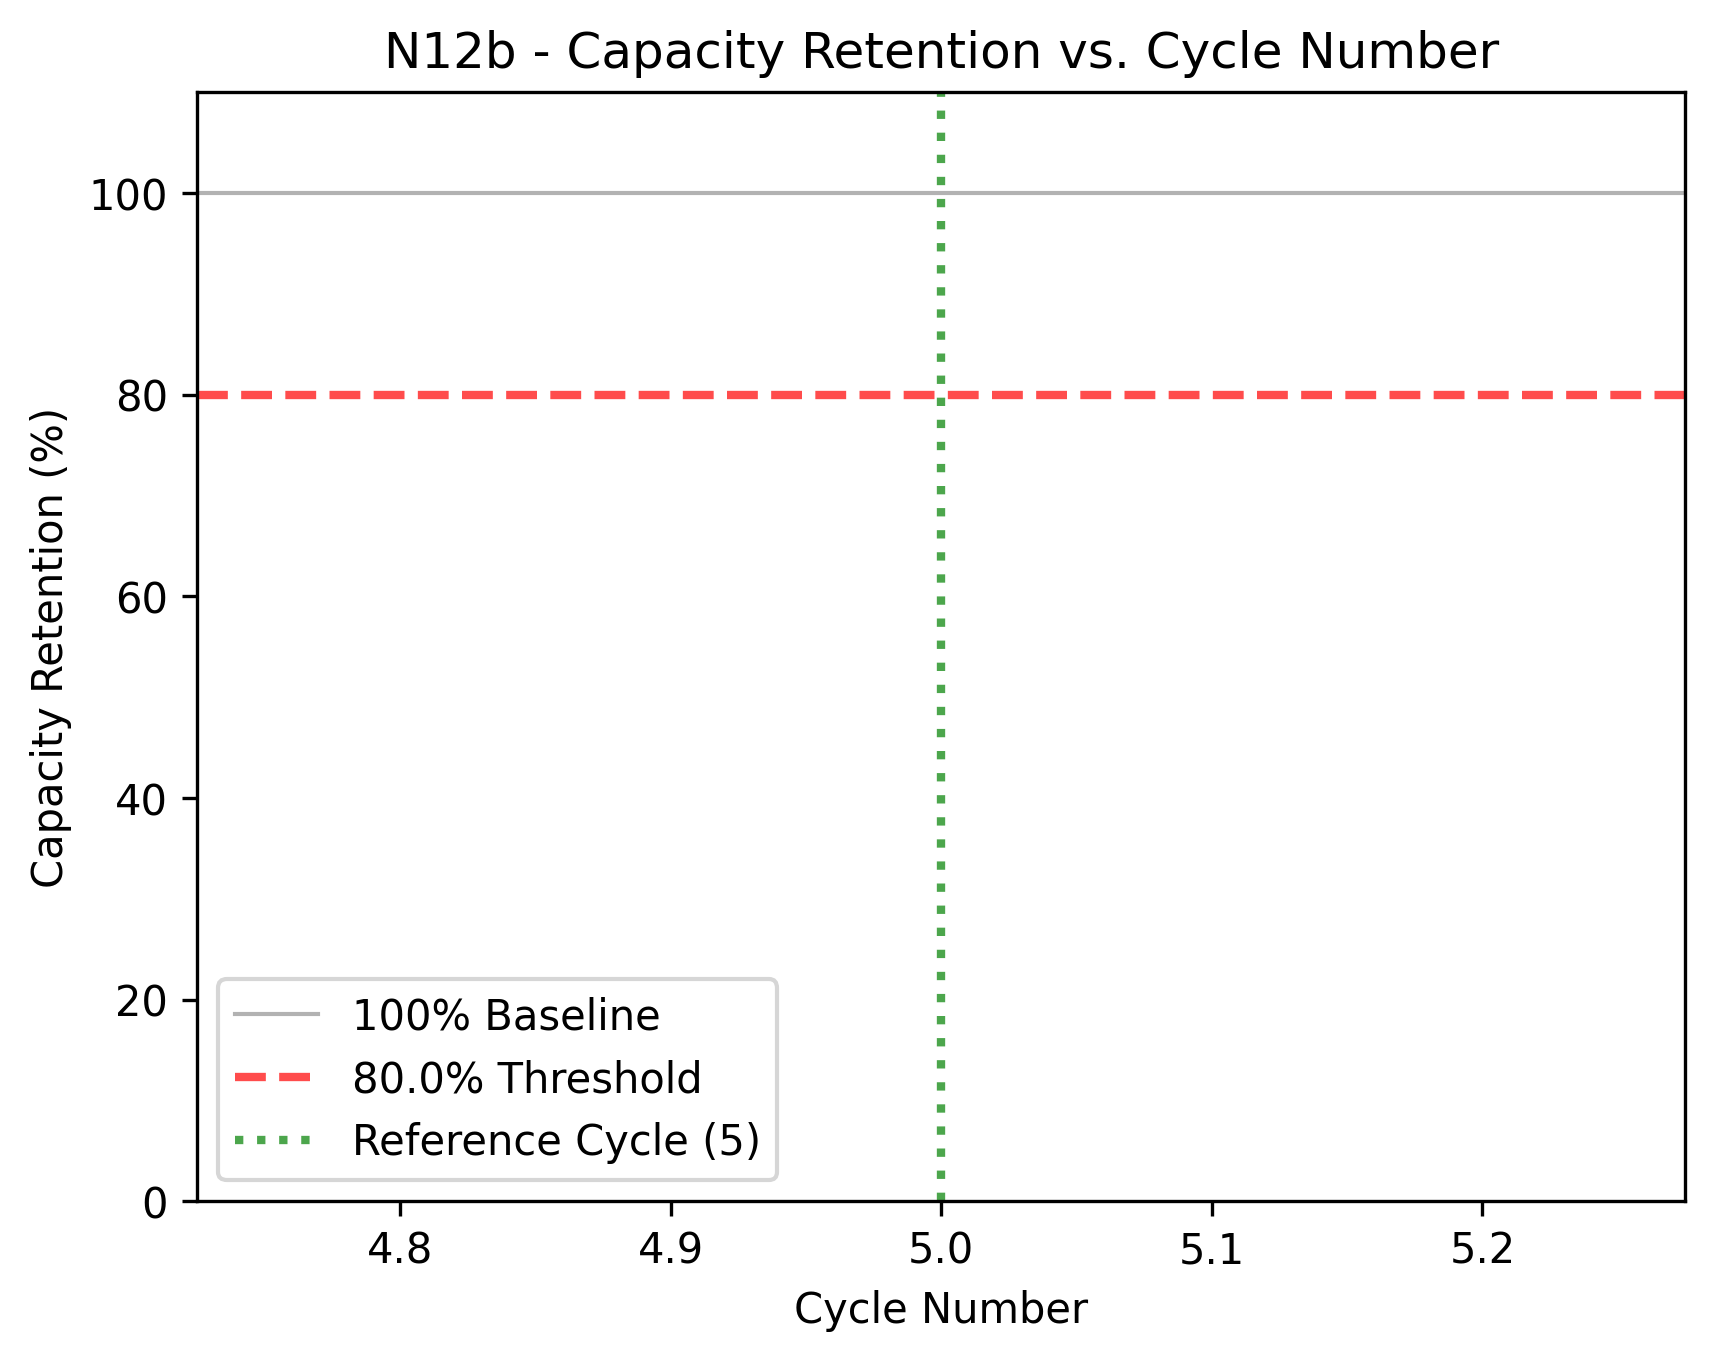 N12b - Capacity Retention vs. Cycle Number
Capacity Retention (%)
100
80
60
40
20
0
100% Baseline
80.0% Threshold
Reference Cycle (5)
4.8 4.9 5.0 5.1 5.2
Cycle Number